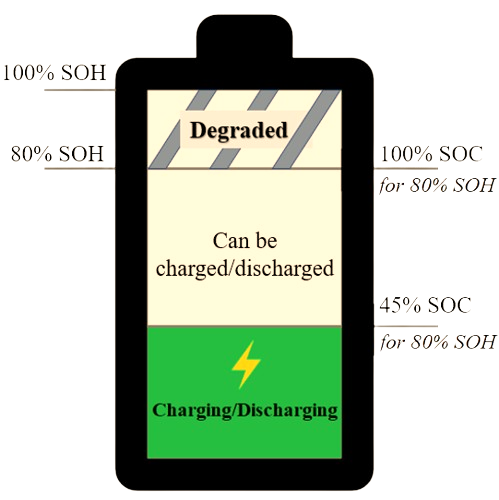 100% SOH
Degraded
80% SOH
100% SOC
for 80% SOH
Can be
charged/discharged
45% SOC
for 80% SOH
Charging/Discharging